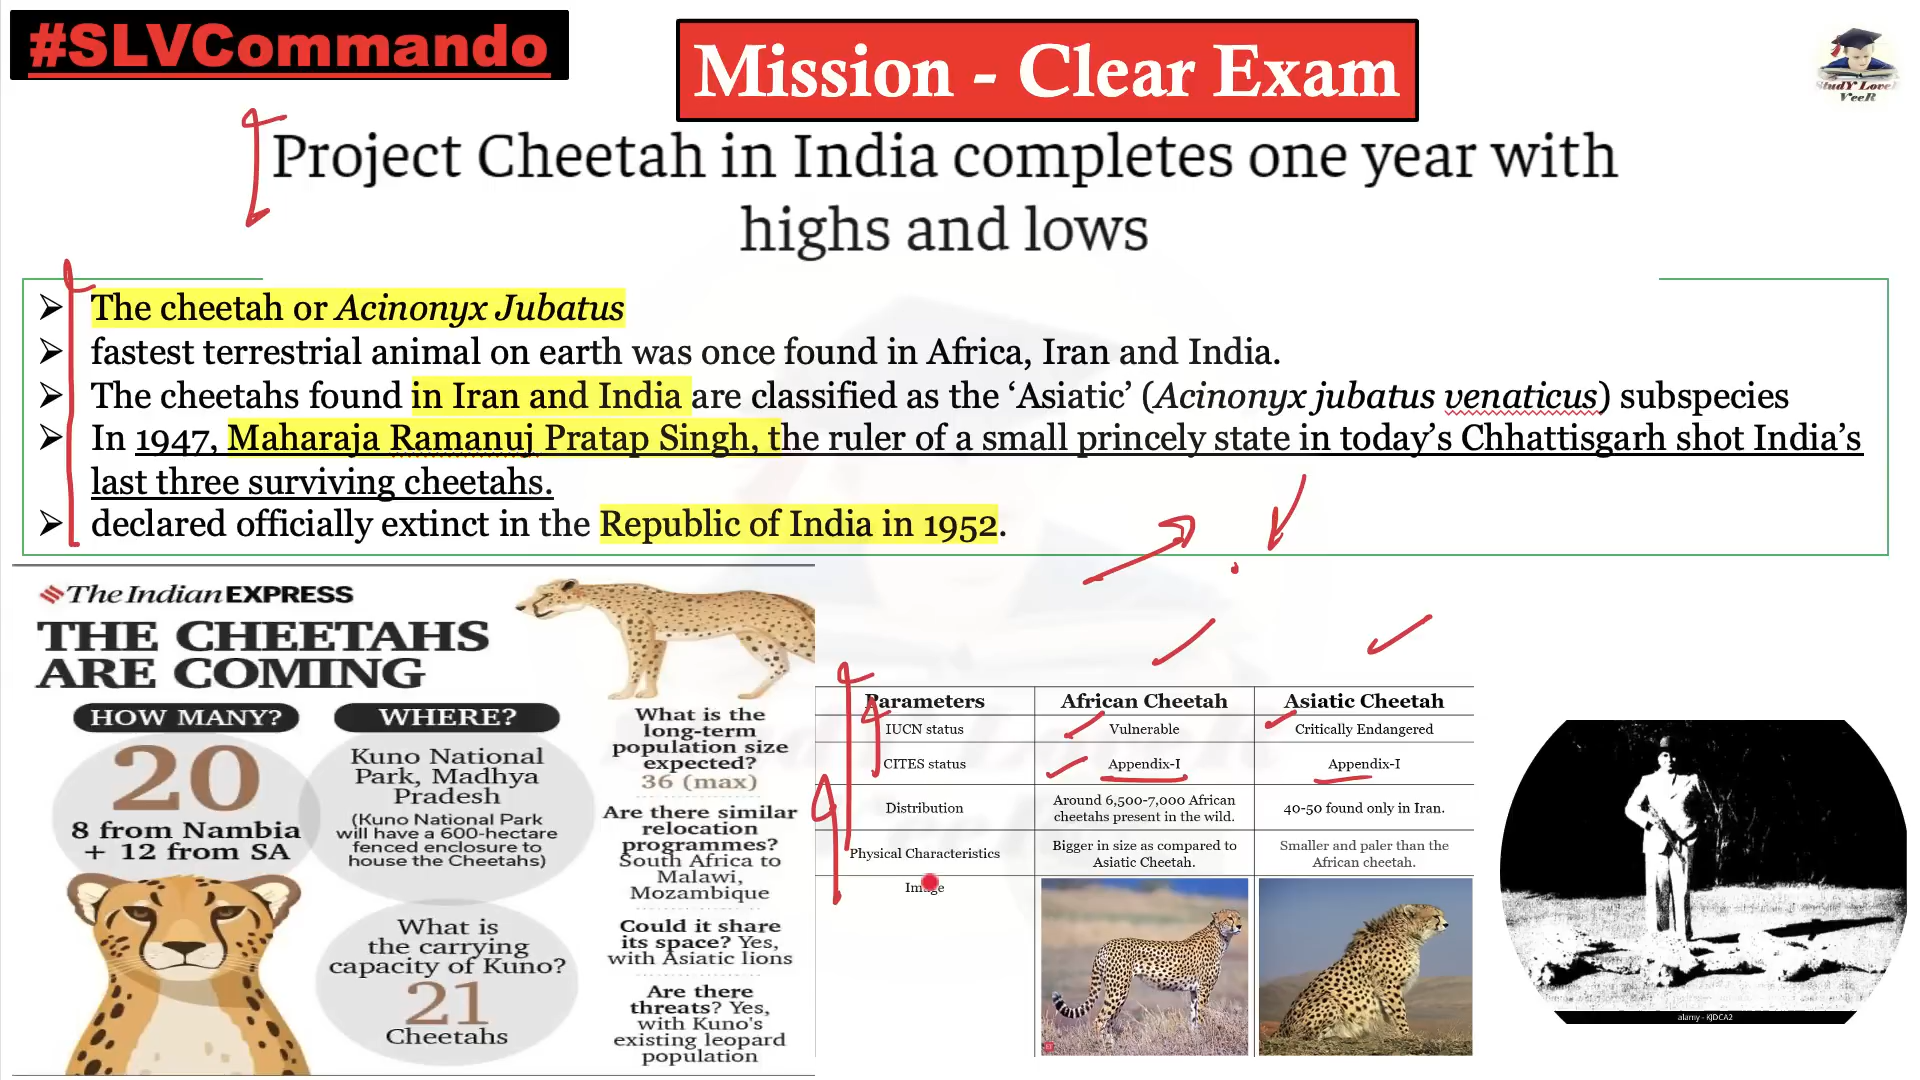 #SLVCommando
Mission - Clear Exam
StudY LoveR
VeeR
Project Cheetah in India completes one year with
highs and lows
The cheetah or Acinonyx Jubatus
fastest terrestrial animal on earth was once found in Africa, Iran and India.
The cheetahs found in Iran and India are classified as the ‘Asiatic’ (Acinonyx jubatus venaticus) subspecies
In 1947, Maharaja Ramanuj Pratap Singh, the ruler of a small princely state in today’s Chhattisgarh shot India’s
last three surviving cheetahs.
declared officially extinct in the Republic of India in 1952.
The Indian EXPRESS
THE CHEETAHS
ARE COMING
HOW MANY?
20
8 from Nambia
+ 12 from SA
WHERE?
Kuno National
Park, Madhya
Pradesh
(Kuno National Park
will have a 600-hectare
fenced enclosure to
house the Cheetahs)
What is
the carrying
capacity of Kuno?
21
Cheetahs
What is the
long-term
population size
expected?
36 (max)
Are there similar
relocation
programmes?
South Africa to
Malawi,
Mozambique
Could it share
its space? Yes,
with Asiatic lions
Are there
threats? Yes,
with Kuno's
existing leopard
population
Parameters African Cheetah Asiatic Cheetah
IUCN status Vulnerable Critically Endangered
CITES status Appendix-I Appendix-I
Distribution Around 6,500-7,000 African cheetahs present in the wild. 40-50 found only in Iran.
Physical Characteristics Bigger in size as compared to Asiatic Cheetah. Smaller and paler than the African cheetah.
Image
alamy - KJDCA2